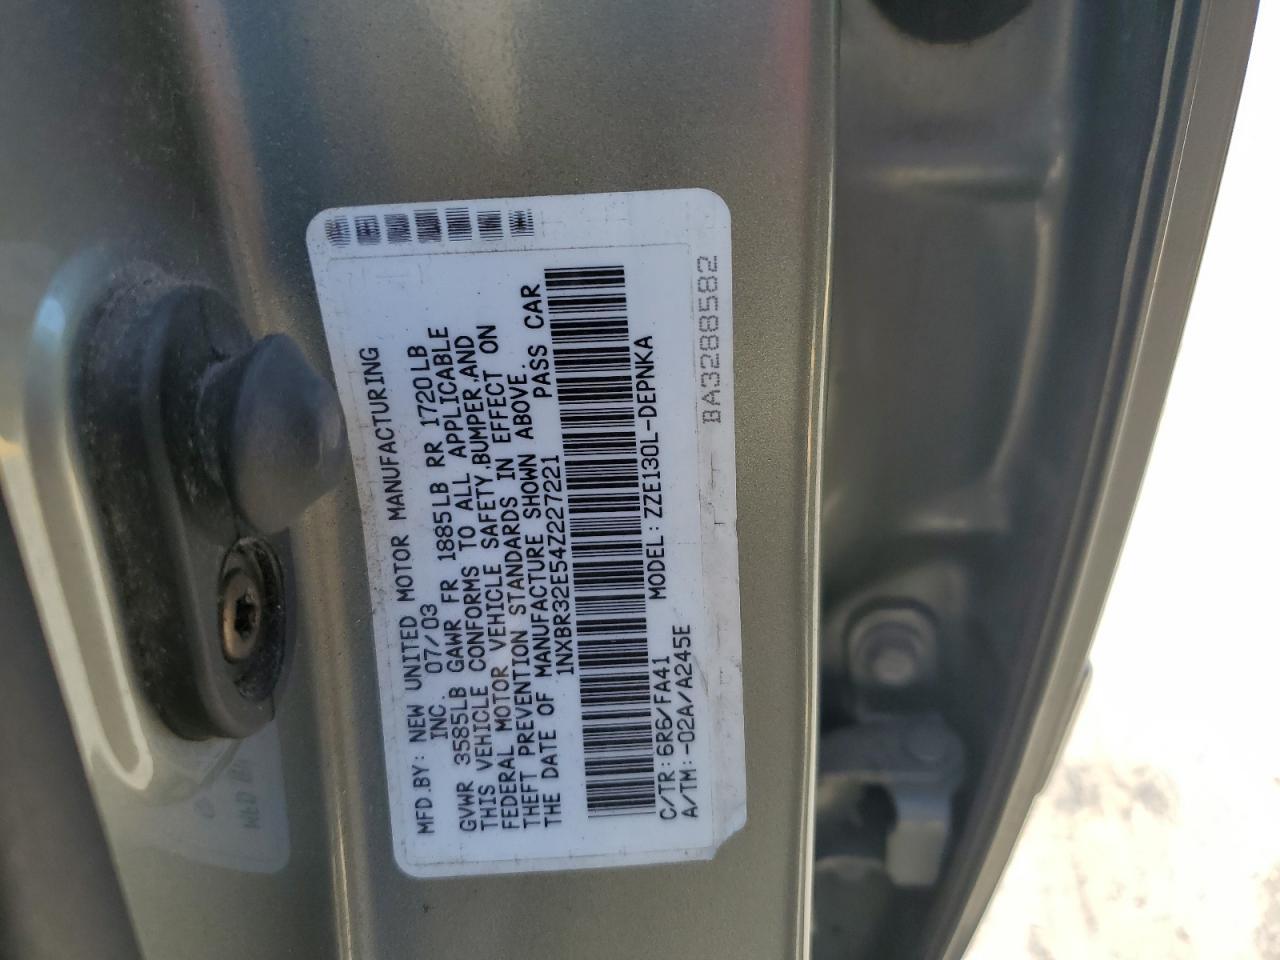 MFD.BY: NEW UNITED MOTOR MANUFACTURING
INC. 07/03
GVWR 3585LB GAWR FR 1885LB RR 1720LB
THIS VEHICLE CONFORMS TO ALL APPLICABLE
FEDERAL MOTOR VEHICLE SAFETY,BUMPER,AND
THEFT PREVENTION STANDARDS IN EFFECT ON
THE DATE OF MANUFACTURE SHOWN ABOVE.
1NXBR32E54Z227221 PASS CAR
MODEL: ZZE130L-DEPNKA
C/TR:6R6/FA41
A/TM:-02A/A245E
BA3288582